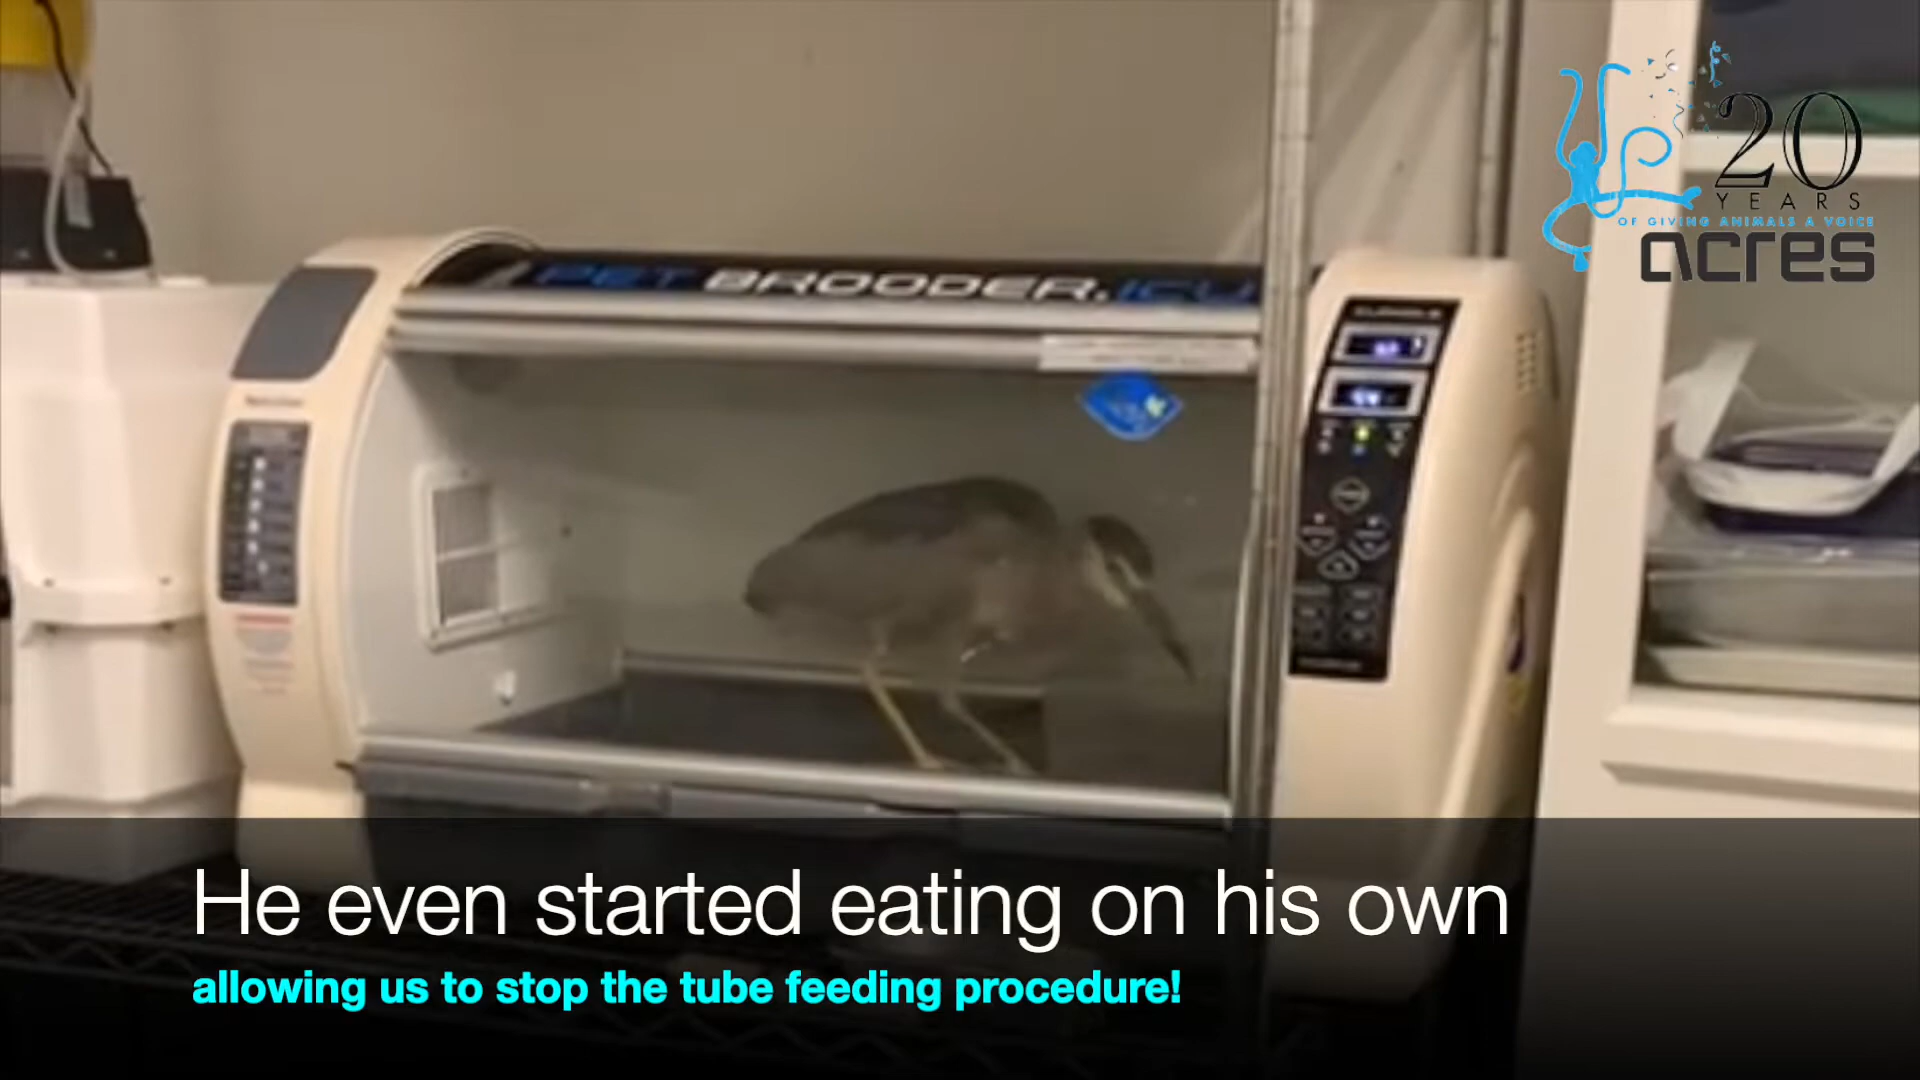 20
YEARS
OF GIVING ANIMALS A VOICE
acres
PET BROODER.ICU
He even started eating on his own
allowing us to stop the tube feeding procedure!